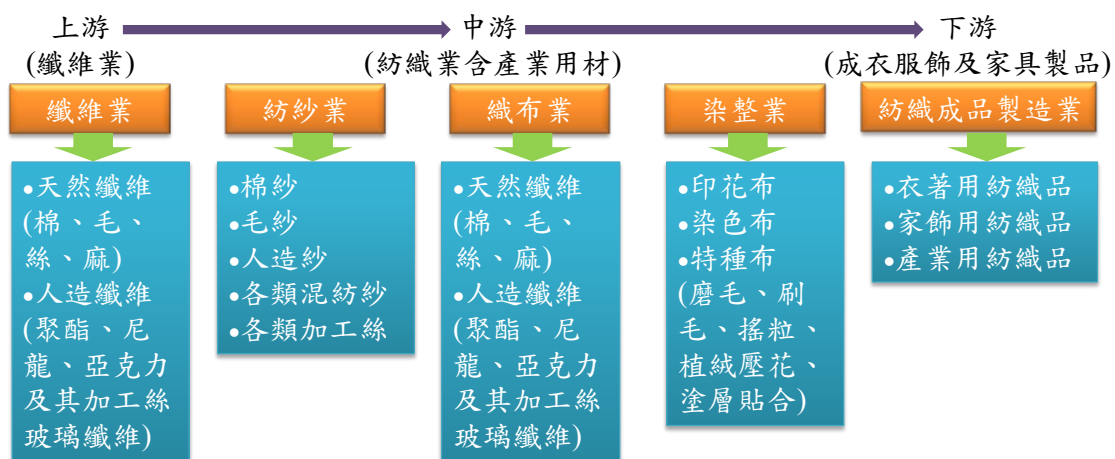 上游
中游
下游
(纖維業)
(紡織業含產業用材)
(成衣服飾及家具製品)
纖維業
•天然纖維
(棉、毛、
絲、麻)
•人造纖維
(聚酯、尼
龍、亞克力
及其加工絲
玻璃纖維)
紡紗業
•棉紗
•毛紗
•人造紗
•各類混紡紗
•各類加工絲
織布業
•天然纖維
(棉、毛、
絲、麻)
•人造纖維
(聚酯、尼
龍、亞克力
及其加工絲
玻璃纖維)
染整業
•印花布
•染色布
•特種布
(磨毛、刷
毛、搖粒
植絨壓花、
塗層貼合)
紡織成品製造業
•衣著用紡織品
•家飾用紡織品
•產業用紡織品